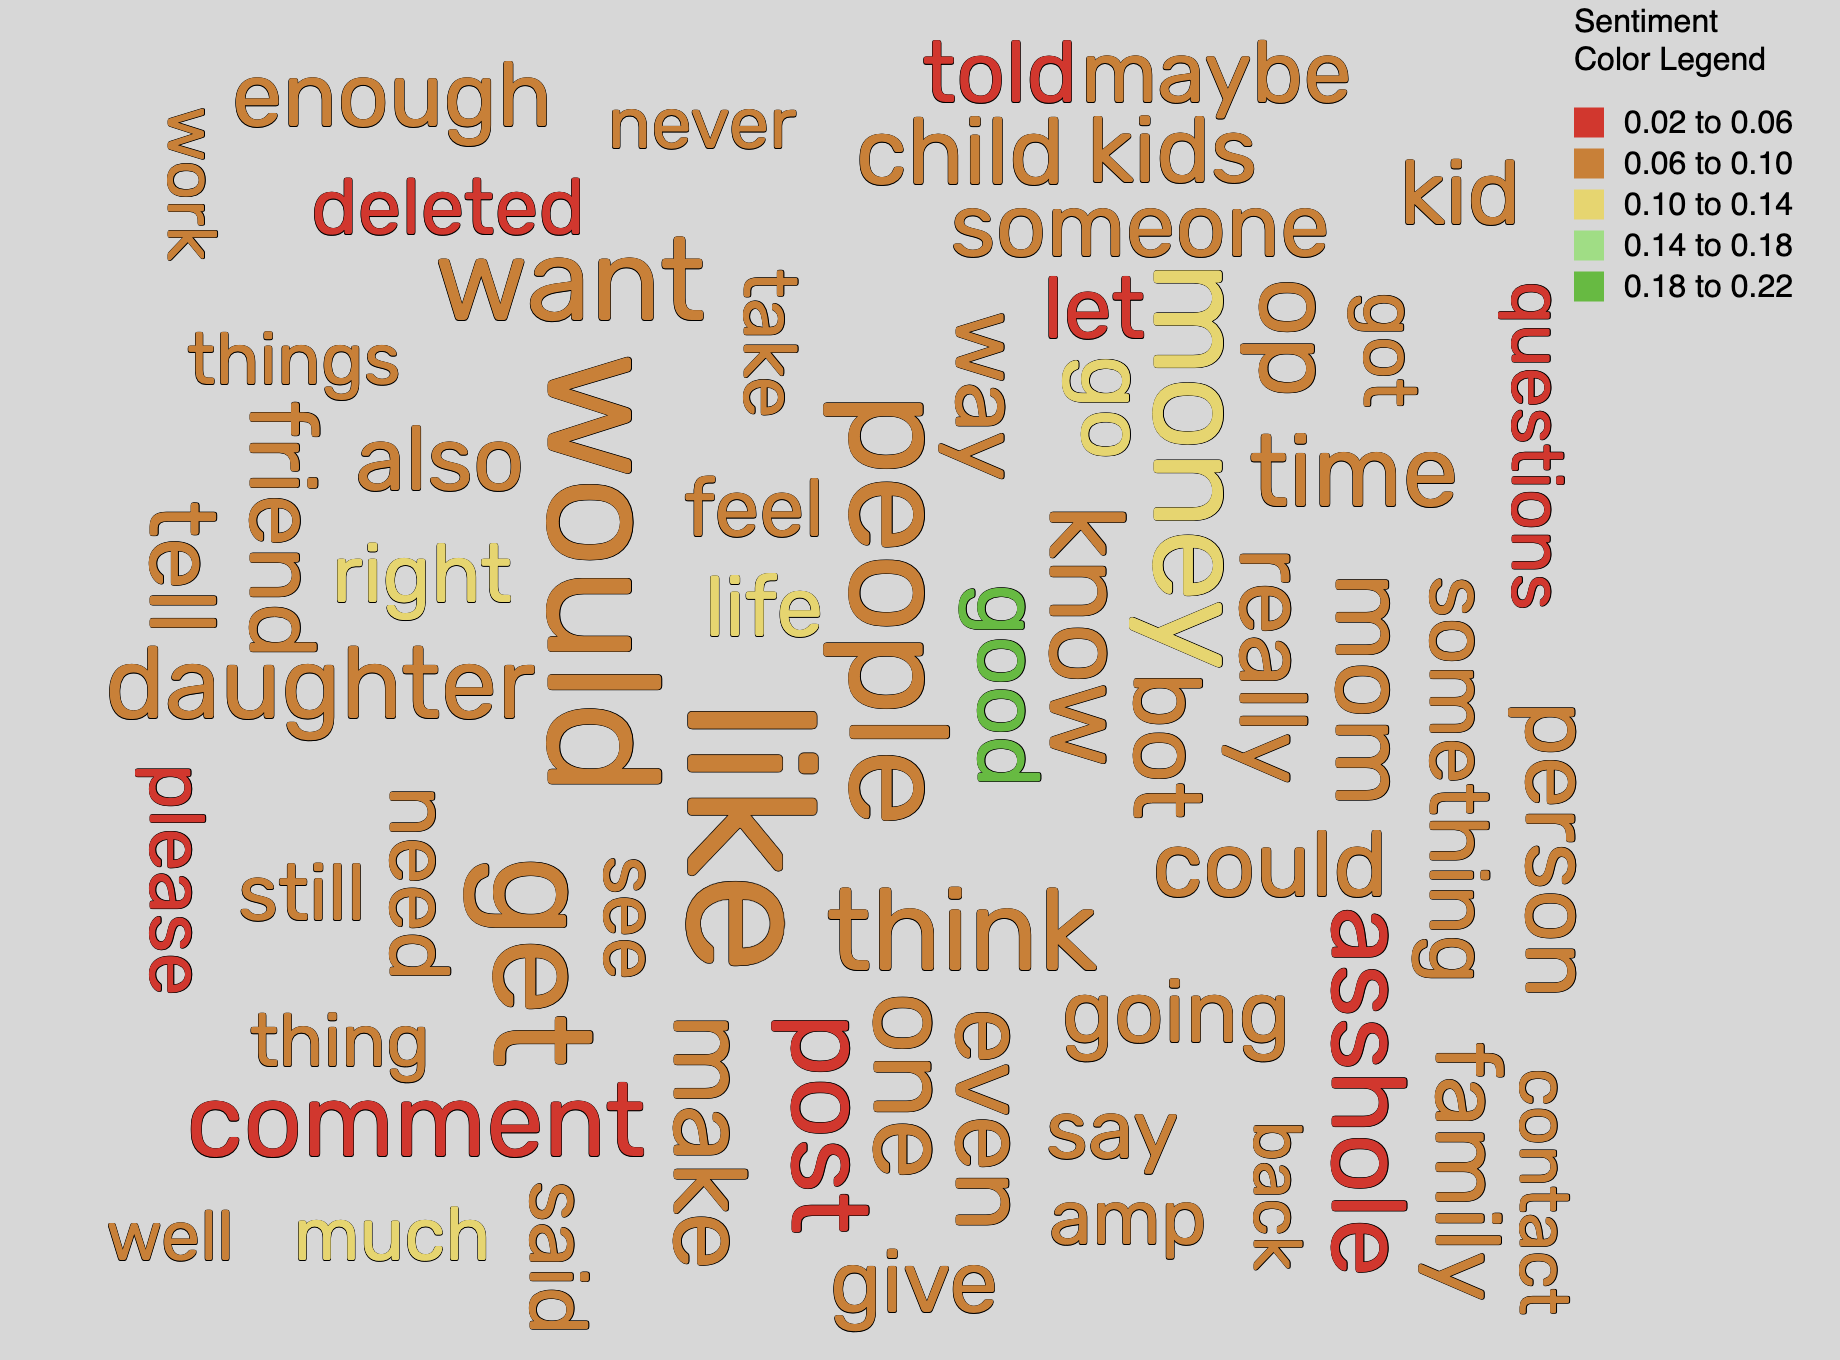 Sentiment
Color Legend
0.02 to 0.06
0.06 to 0.10
0.10 to 0.14
0.14 to 0.18
0.18 to 0.22
told
maybe
enough
never
work
child
kids
kid
deleted
someone
want
take
let
money
op
got
questions
things
way
go
would
friend
also
people
time
feel
tell
right
life
good
know
really
mom
something
daughter
like
bot
person
please
need
still
get
see
think
could
asshole
thing
make
post
one
even
going
family
contact
comment
say
back
well
much
said
amp
give